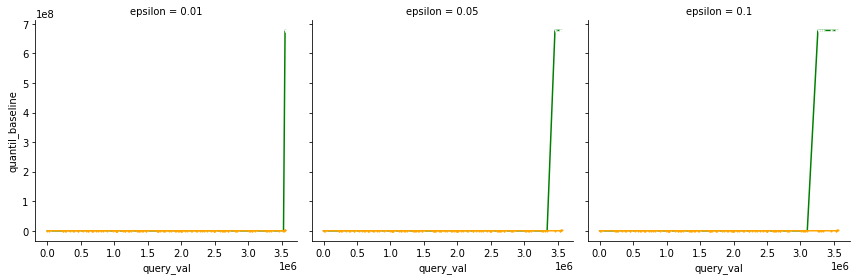 epsilon = 0.01 epsilon = 0.05 epsilon = 0.1
1e8
7
6
5
4
3
2
1
0
quantil_baseline
0.0 0.5 1.0 1.5 2.0 2.5 3.0 3.5 0.0 0.5 1.0 1.5 2.0 2.5 3.0 3.5 0.0 0.5 1.0 1.5 2.0 2.5 3.0 3.5
query_val 1e6 query_val 1e6 query_val 1e6